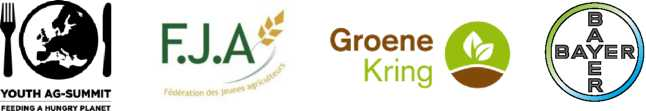 YOUTH AG-SUMMIT
FEEDING A HUNGRY PLANET
F.J.A
Fédération des jeunes agriculteurs
Groene
Kring
BAYER
BAYER